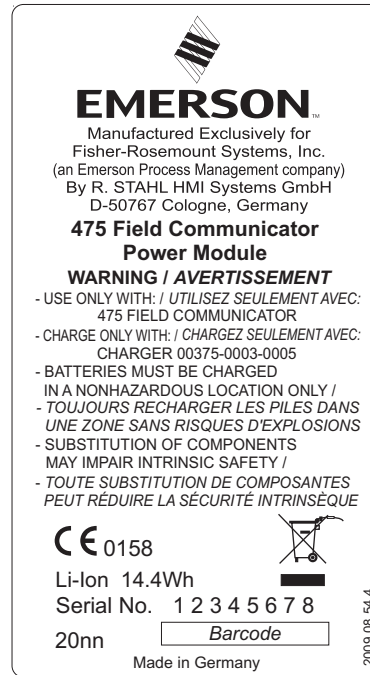 EMERSON™
Manufactured Exclusively for
Fisher-Rosemount Systems, Inc.
(an Emerson Process Management company)
By R. STAHL HMI Systems GmbH
D-50767 Cologne, Germany
475 Field Communicator
Power Module
WARNING / AVERTISSEMENT
- USE ONLY WITH: / UTILISEZ SEULEMENT AVEC:
475 FIELD COMMUNICATOR
- CHARGE ONLY WITH: / CHARGEZ SEULEMENT AVEC:
CHARGER 00375-0003-0005
- BATTERIES MUST BE CHARGED
IN A NONHAZARDOUS LOCATION ONLY /
- TOUJOURS RECHARGER LES PILES DANS
UNE ZONE SANS RISQUES D'EXPLOSIONS
- SUBSTITUTION OF COMPONENTS
MAY IMPAIR INTRINSIC SAFETY /
- TOUTE SUBSTITUTION DE COMPOSANTES
PEUT RÉDUIRE LA SÉCURITÉ INTRINSÈQUE
CE 0158
Li-Ion 14.4Wh
Serial No. 1 2 3 4 5 6 7 8
20nn Barcode
Made in Germany
2009.08.54.4